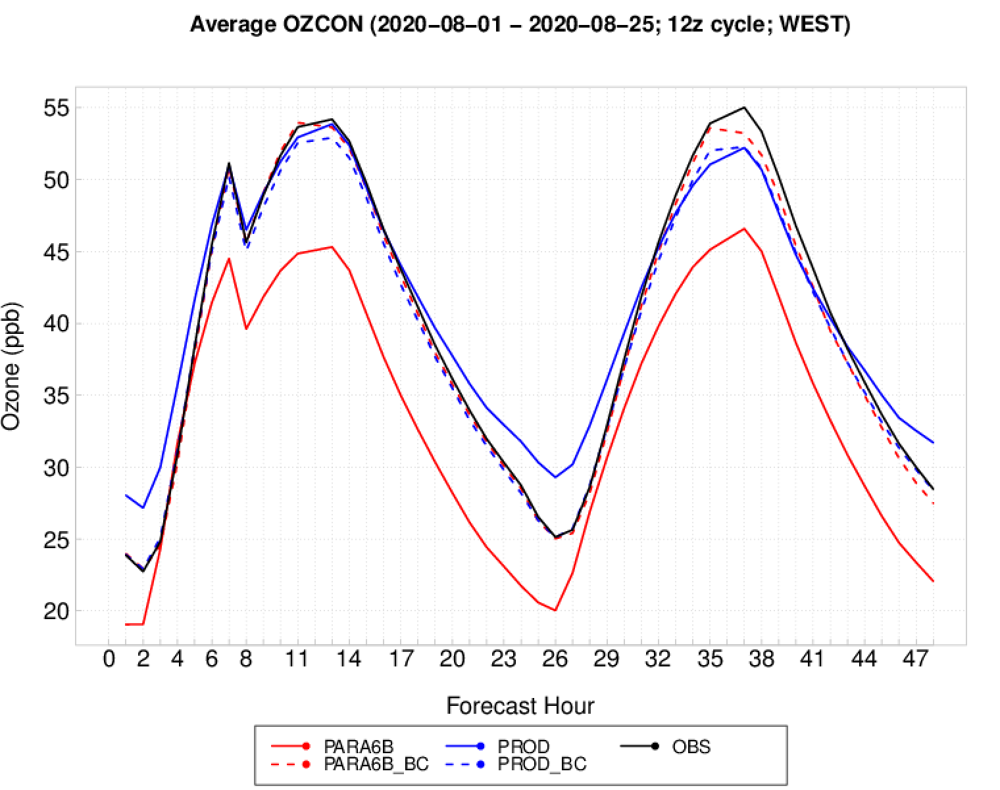 Average OZCON (2020−08−01 − 2020−08−25; 12z cycle; WEST)
55
50
45
40
35
30
25
20
Ozone (ppb)
0 2 4 6 8 11 14 17 20 23 26 29 32 35 38 41 44 47
Forecast Hour
PARA6B PROD OBS
PARA6B_BC PROD_BC